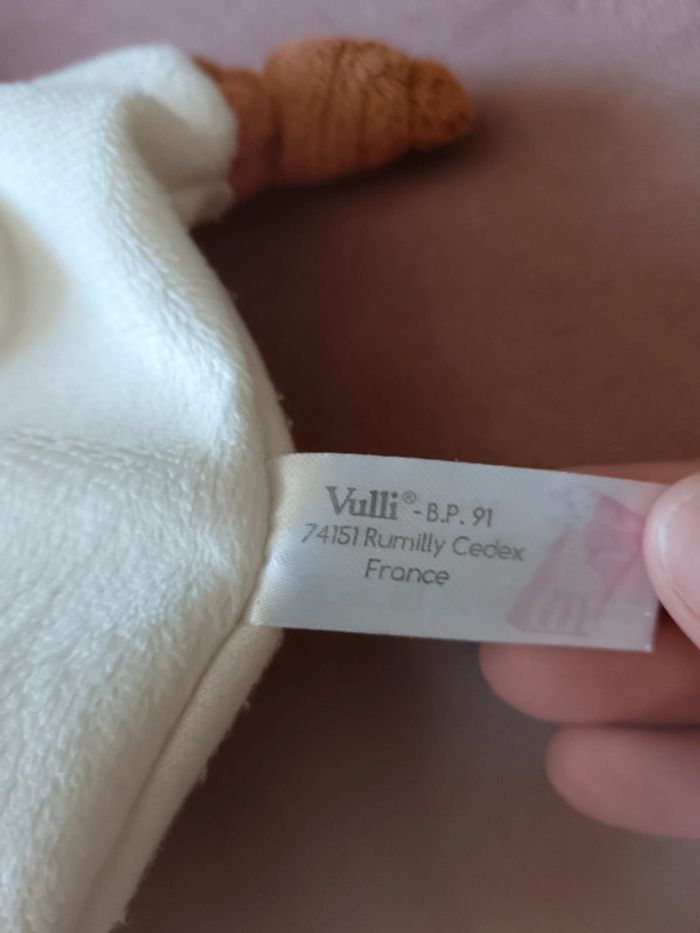 Vulli®-B.P. 91
74151 Rumilly Cedex
France